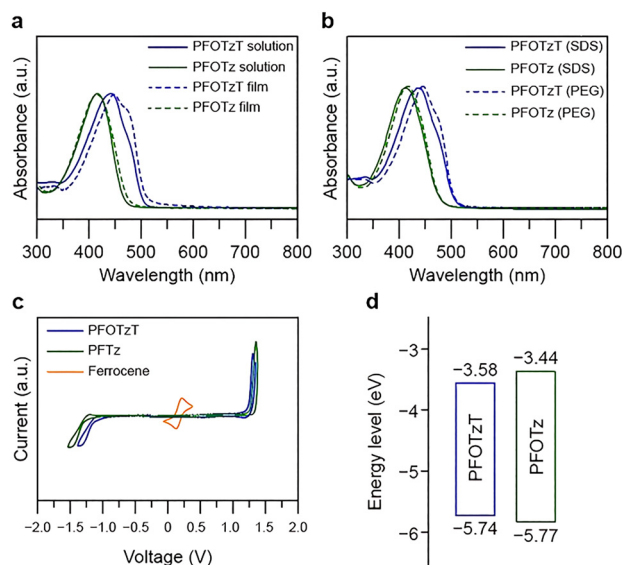 a
PFOTzT solution
PFOTz solution
PFOTzT film
PFOTz film
Absorbance (a.u.)
300 400 500 600 700 800
Wavelength (nm)
b
PFOTzT (SDS)
PFOTz (SDS)
PFOTzT (PEG)
PFOTz (PEG)
Absorbance (a.u.)
300 400 500 600 700 800
Wavelength (nm)
c
PFOTzT
PFTz
Ferrocene
Current (a.u.)
−2.0 −1.5 −1.0 −0.5 0 0.5 1.0 1.5 2.0
Voltage (V)
d
Energy level (eV)
−3
−4
−5
−6
−3.58
−3.44
PFOTzT
PFOTz
−5.74
−5.77